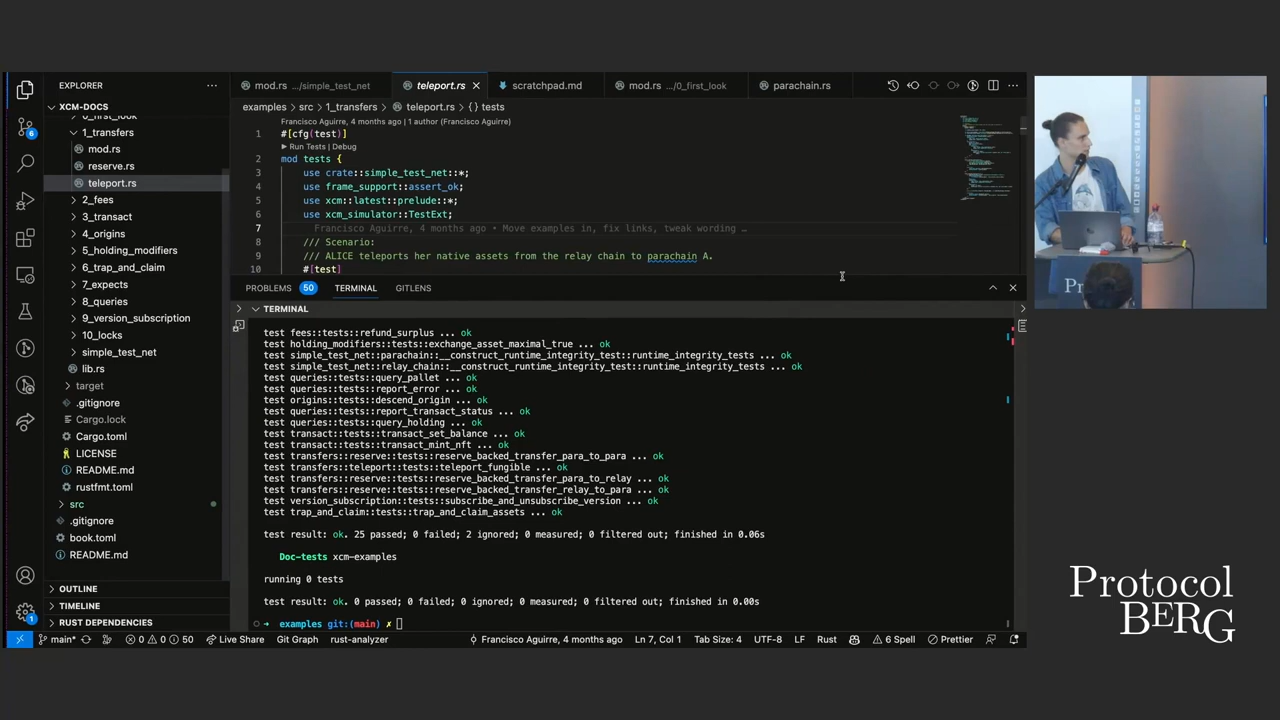 EXPLORER
XCM-DOCS
0_first_look
1_transfers
mod.rs
reserve.rs
teleport.rs
2_fees
3_transact
4_origins
5_holding_modifiers
6_trap_and_claim
7_expects
8_queries
9_version_subscription
10_locks
simple_test_net
lib.rs
target
.gitignore
Cargo.lock
Cargo.toml
LICENSE
README.md
rustfmt.toml
src
.gitignore
book.toml
README.md
OUTLINE
TIMELINE
RUST DEPENDENCIES
mod.rs .../simple_test_net
teleport.rs
scratchpad.md
mod.rs .../0_first_look
parachain.rs
examples > src > 1_transfers > teleport.rs > {} tests
Francisco Aguirre, 4 months ago | 1 author (Francisco Aguirre)
1 #[cfg(test)]
Run Tests | Debug
2 mod tests {
3 use crate::simple_test_net::*;
4 use frame_support::assert_ok;
5 use xcm::latest::prelude::*;
6 use xcm_simulator::TestExt;
7 Francisco Aguirre, 4 months ago • Move examples in, fix links, tweak wording …
8 /// Scenario:
9 /// ALICE teleports her native assets from the relay chain to parachain A.
10 #[test]
PROBLEMS 50 TERMINAL GITLENS
TERMINAL
test fees::tests::refund_surplus ... ok
test holding_modifiers::tests::exchange_asset_maximal_true ... ok
test simple_test_net::parachain::__construct_runtime_integrity_test::runtime_integrity_tests ... ok
test simple_test_net::relay_chain::__construct_runtime_integrity_test::runtime_integrity_tests ... ok
test queries::tests::query_pallet ... ok
test queries::tests::report_error ... ok
test origins::tests::descend_origin ... ok
test queries::tests::report_transact_status ... ok
test queries::tests::query_holding ... ok
test transact::tests::transact_set_balance ... ok
test transact::tests::transact_mint_nft ... ok
test transfers::reserve::tests::reserve_backed_transfer_para_to_para ... ok
test transfers::teleport::tests::teleport_fungible ... ok
test transfers::reserve::tests::reserve_backed_transfer_para_to_relay ... ok
test transfers::reserve::tests::reserve_backed_transfer_relay_to_para ... ok
test version_subscription::tests::subscribe_and_unsubscribe_version ... ok
test trap_and_claim::tests::trap_and_claim_assets ... ok
test result: ok. 25 passed; 0 failed; 2 ignored; 0 measured; 0 filtered out; finished in 0.06s
Doc-tests xcm-examples
running 0 tests
test result: ok. 0 passed; 0 failed; 0 ignored; 0 measured; 0 filtered out; finished in 0.00s
examples git:(main) ✗
6
1
main* 0 0 50 Live Share Git Graph rust-analyzer Francisco Aguirre, 4 months ago Ln 7, Col 1 Tab Size: 4 UTF-8 LF Rust 6 Spell Prettier
Pro
Protocol
BERG